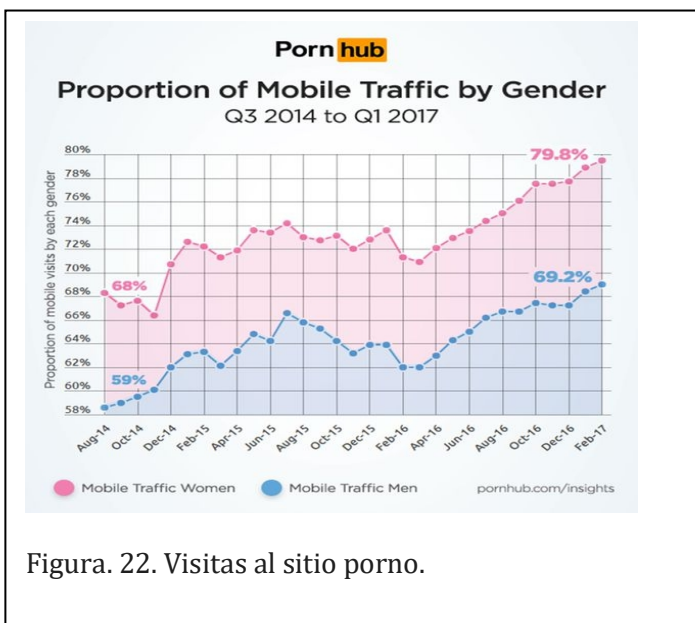 Porn hub
Proportion of Mobile Traffic by Gender
Q3 2014 to Q1 2017
Proportion of mobile visits by each gender
80%
78%
76%
74%
72%
70%
68%
66%
64%
62%
60%
58%
68%
59%
79.8%
69.2%
Aug-14
Oct-14
Dec-14
Feb-15
Apr-15
Jun-15
Aug-15
Oct-15
Dec-15
Feb-16
Apr-16
Jun-16
Aug-16
Oct-16
Dec-16
Feb-17
Mobile Traffic Women
Mobile Traffic Men
pornhub.com/insights
Figura. 22. Visitas al sitio porno.